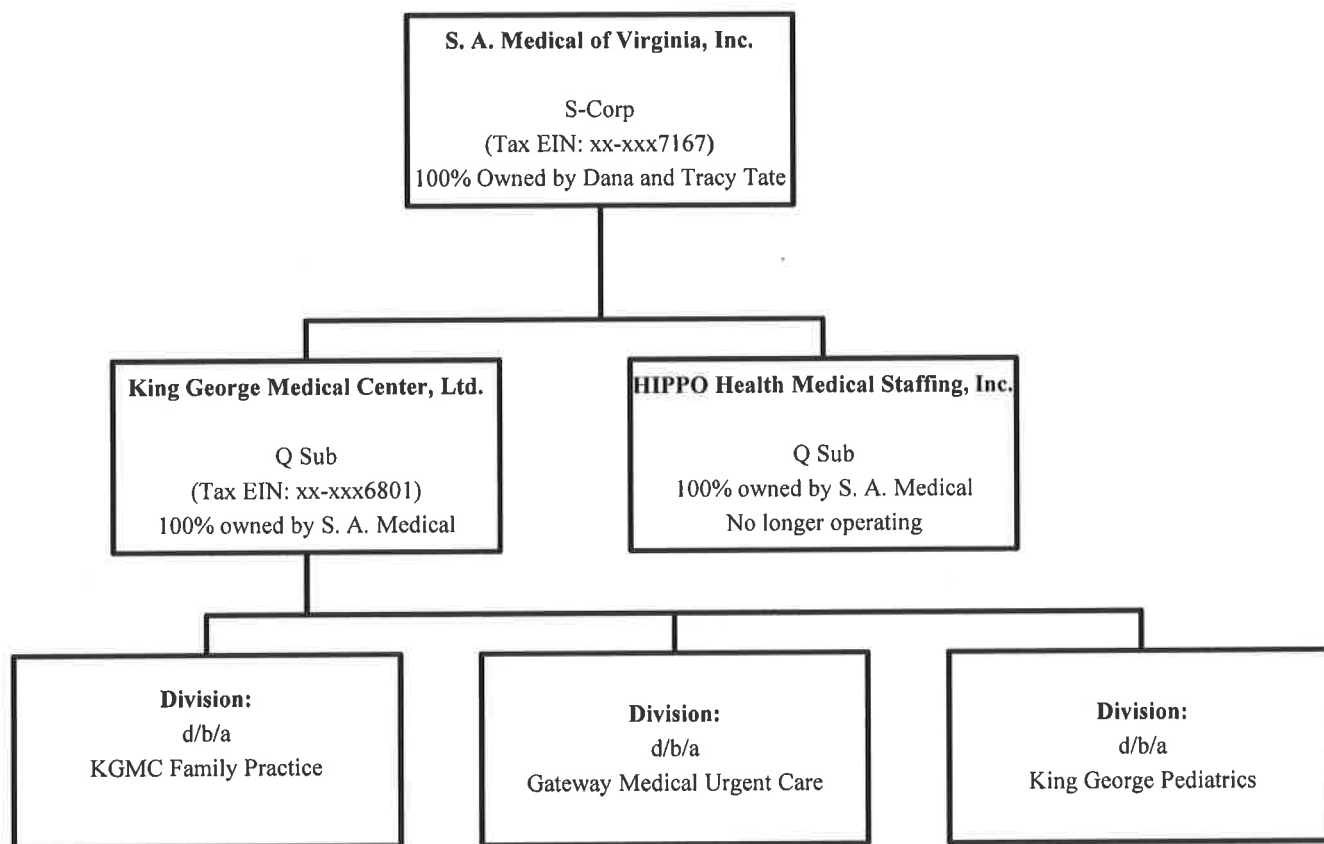 S. A. Medical of Virginia, Inc.
S-Corp
(Tax EIN: xx-xxx7167)
100% Owned by Dana and Tracy Tate
King George Medical Center, Ltd.
Q Sub
(Tax EIN: xx-xxx6801)
100% owned by S. A. Medical
HIPPO Health Medical Staffing, Inc.
Q Sub
100% owned by S. A. Medical
No longer operating
Division:
d/b/a
KGMC Family Practice
Division:
d/b/a
Gateway Medical Urgent Care
Division:
d/b/a
King George Pediatrics